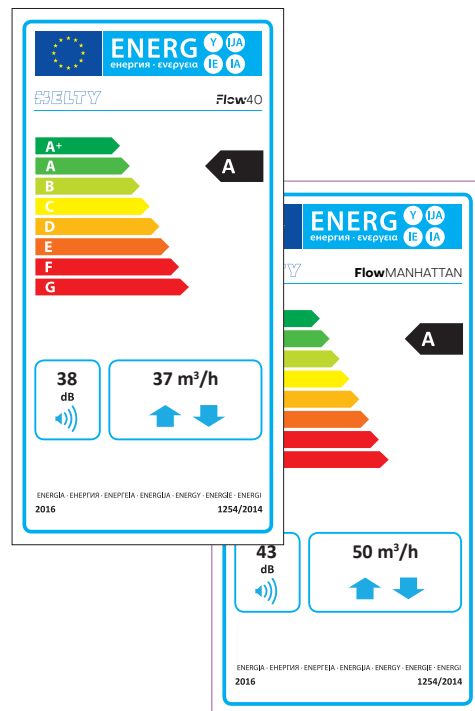 ENERG Y IJA IE IA
енергия · ενεργεια
HELTY Flow40
A+
A
B
C
D
E
F
G
A
38
dB
37 m³/h
ENERGIA · ЕНЕРГИЯ · ΕΝΕΡΓΕΙΑ · ENERGIJA · ENERGY · ENERGIE · ENERGI
2016 1254/2014
ENERG Y IJA IE IA
енергия · ενεργεια
TY FlowMANHATTAN
A
43
dB
50 m³/h
ENERGIA · ЕНЕРГИЯ · ΕΝΕΡΓΕΙΑ · ENERGIJA · ENERGY · ENERGIE · ENERGI
2016 1254/2014